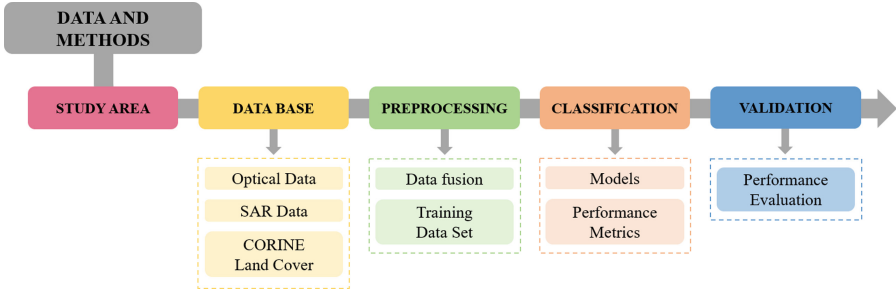 DATA AND
METHODS
STUDY AREA
DATA BASE
PREPROCESSING
CLASSIFICATION
VALIDATION
Optical Data
SAR Data
CORINE
Land Cover
Data fusion
Training
Data Set
Models
Performance
Metrics
Performance
Evaluation